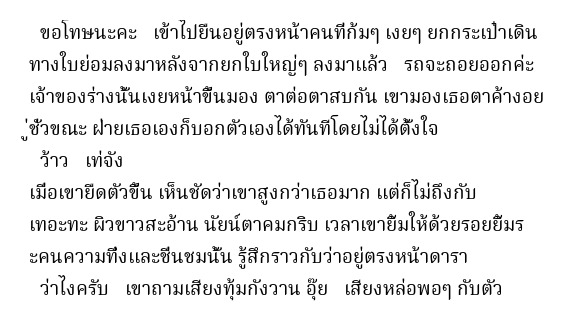 ขอโทษนะคะ   เข้าไปยืนอยู่ตรงหน้าคนที่ก้มๆ เงยๆ ยกกระเป๋าเดิน
ทางใบย่อมลงมาหลังจากยกใบใหญ่ๆ ลงมาแล้ว   รถจะถอยออกค่ะ
เจ้าของร่างนั้นเงยหน้าขึ้นมอง ตาต่อตาสบกัน เขามองเธอตาค้างอย
ู่ชั่วขณะ ฝ่ายเธอเองก็บอกตัวเองได้ทันทีโดยไม่ได้ตั้งใจ
ว้าว   เท่จัง
เมื่อเขายืดตัวขึ้น เห็นชัดว่าเขาสูงกว่าเธอมาก แต่ก็ไม่ถึงกับ
เทอะทะ ผิวขาวสะอ้าน นัยน์ตาคมกริบ เวลาเขายิ้มให้ด้วยรอยยิ้มร
ะคนความทึ่งและชื่นชมนั้น รู้สึกราวกับว่าอยู่ตรงหน้าดารา
ว่าไงครับ   เขาถามเสียงทุ้มกังวาน อุ๊ย   เสียงหล่อพอๆ กับตัว